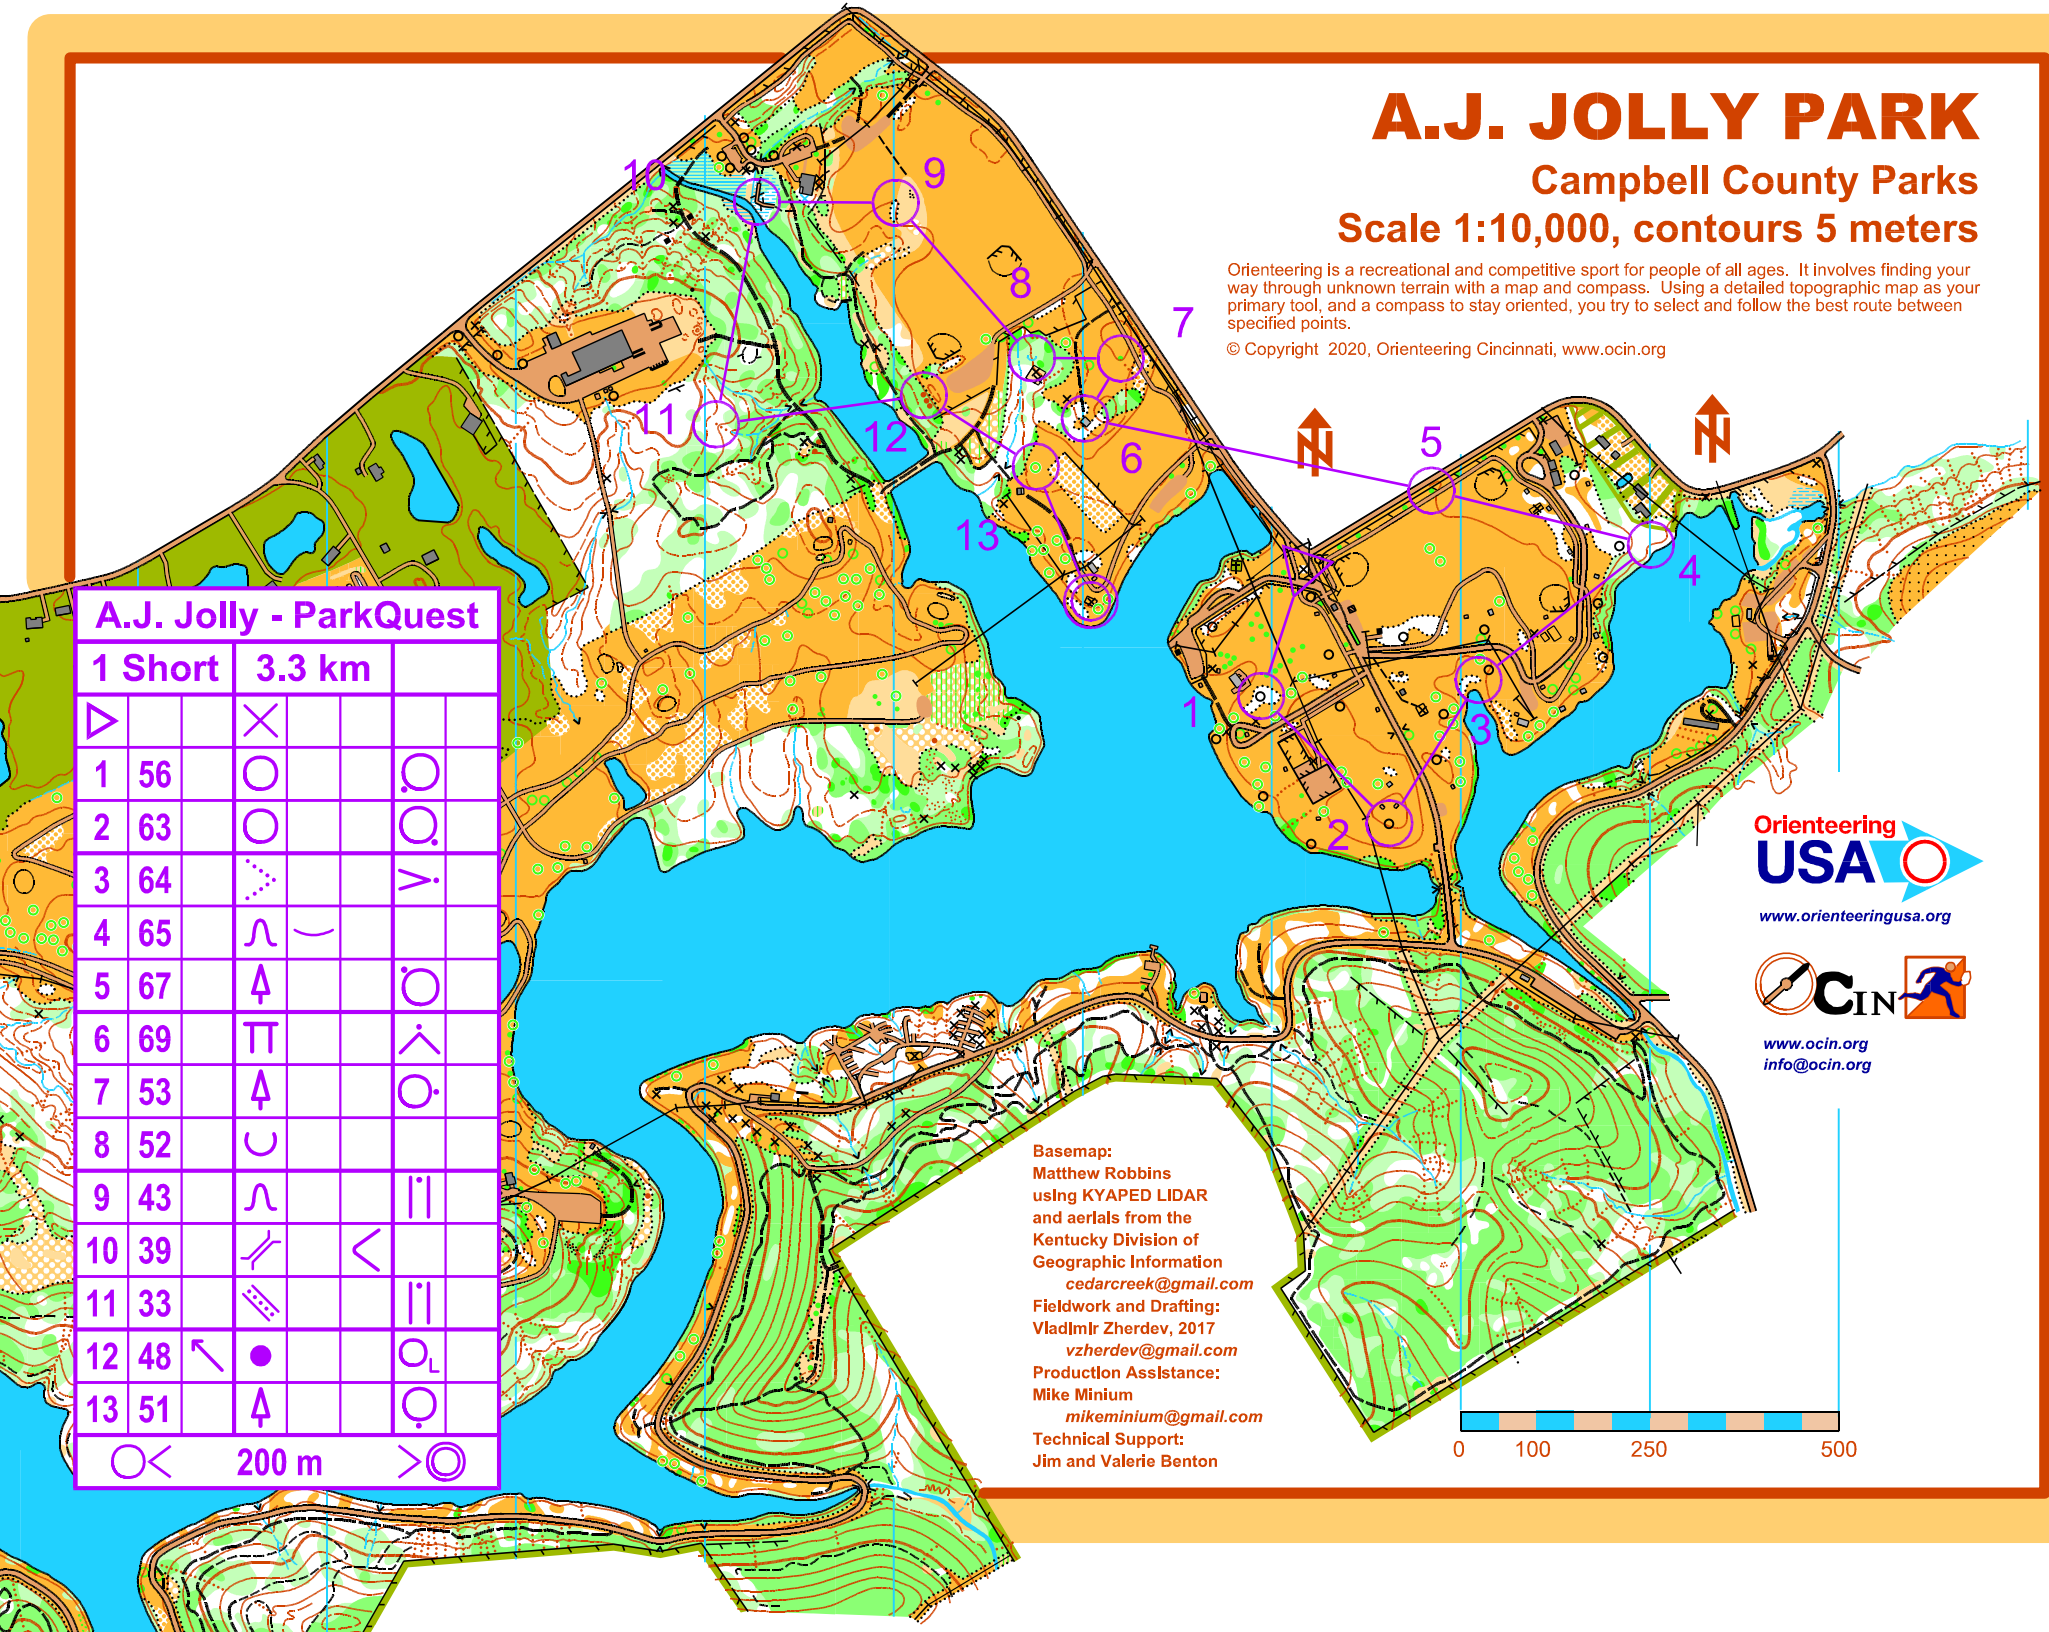 A.J. JOLLY PARK
Campbell County Parks
Scale 1:10,000, contours 5 meters
Orienteering is a recreational and competitive sport for people of all ages. It involves finding your
way through unknown terrain with a map and compass. Using a detailed topographic map as your
primary tool, and a compass to stay oriented, you try to select and follow the best route between
specified points.
© Copyright 2020, Orienteering Cincinnati, www.ocin.org
10
9
8
7
11
12
6
5
13
4
1
3
2
N
N
A.J. Jolly - ParkQuest
1 Short 3.3 km
1 56
2 63
3 64
4 65
5 67
6 69
7 53
8 52
9 43
10 39
11 33
12 48 L
13 51
200 m
Orienteering
USA
www.orienteeringusa.org
OCIN
www.ocin.org
info@ocin.org
Basemap:
Matthew Robbins
using KYAPED LIDAR
and aerials from the
Kentucky Division of
Geographic Information
cedarcreek@gmail.com
Fieldwork and Drafting:
Vladimir Zherdev, 2017
vzherdev@gmail.com
Production Assistance:
Mike Minium
mikeminium@gmail.com
Technical Support:
Jim and Valerie Benton
0 100 250 500